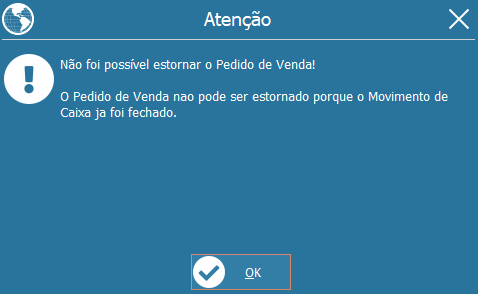 Atenção
Não foi possível estornar o Pedido de Venda!
O Pedido de Venda nao pode ser estornado porque o Movimento de
Caixa ja foi fechado.
OK